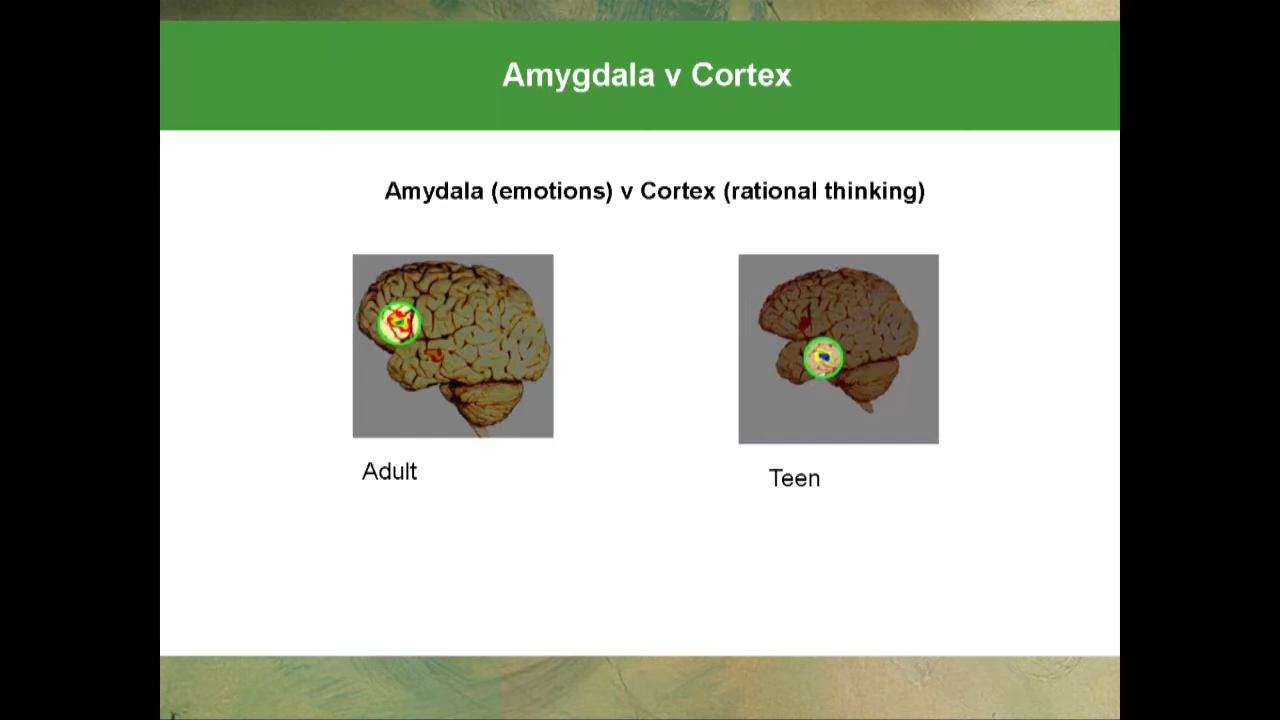 Amygdala v Cortex
Amydala (emotions) v Cortex (rational thinking)
Adult
Teen